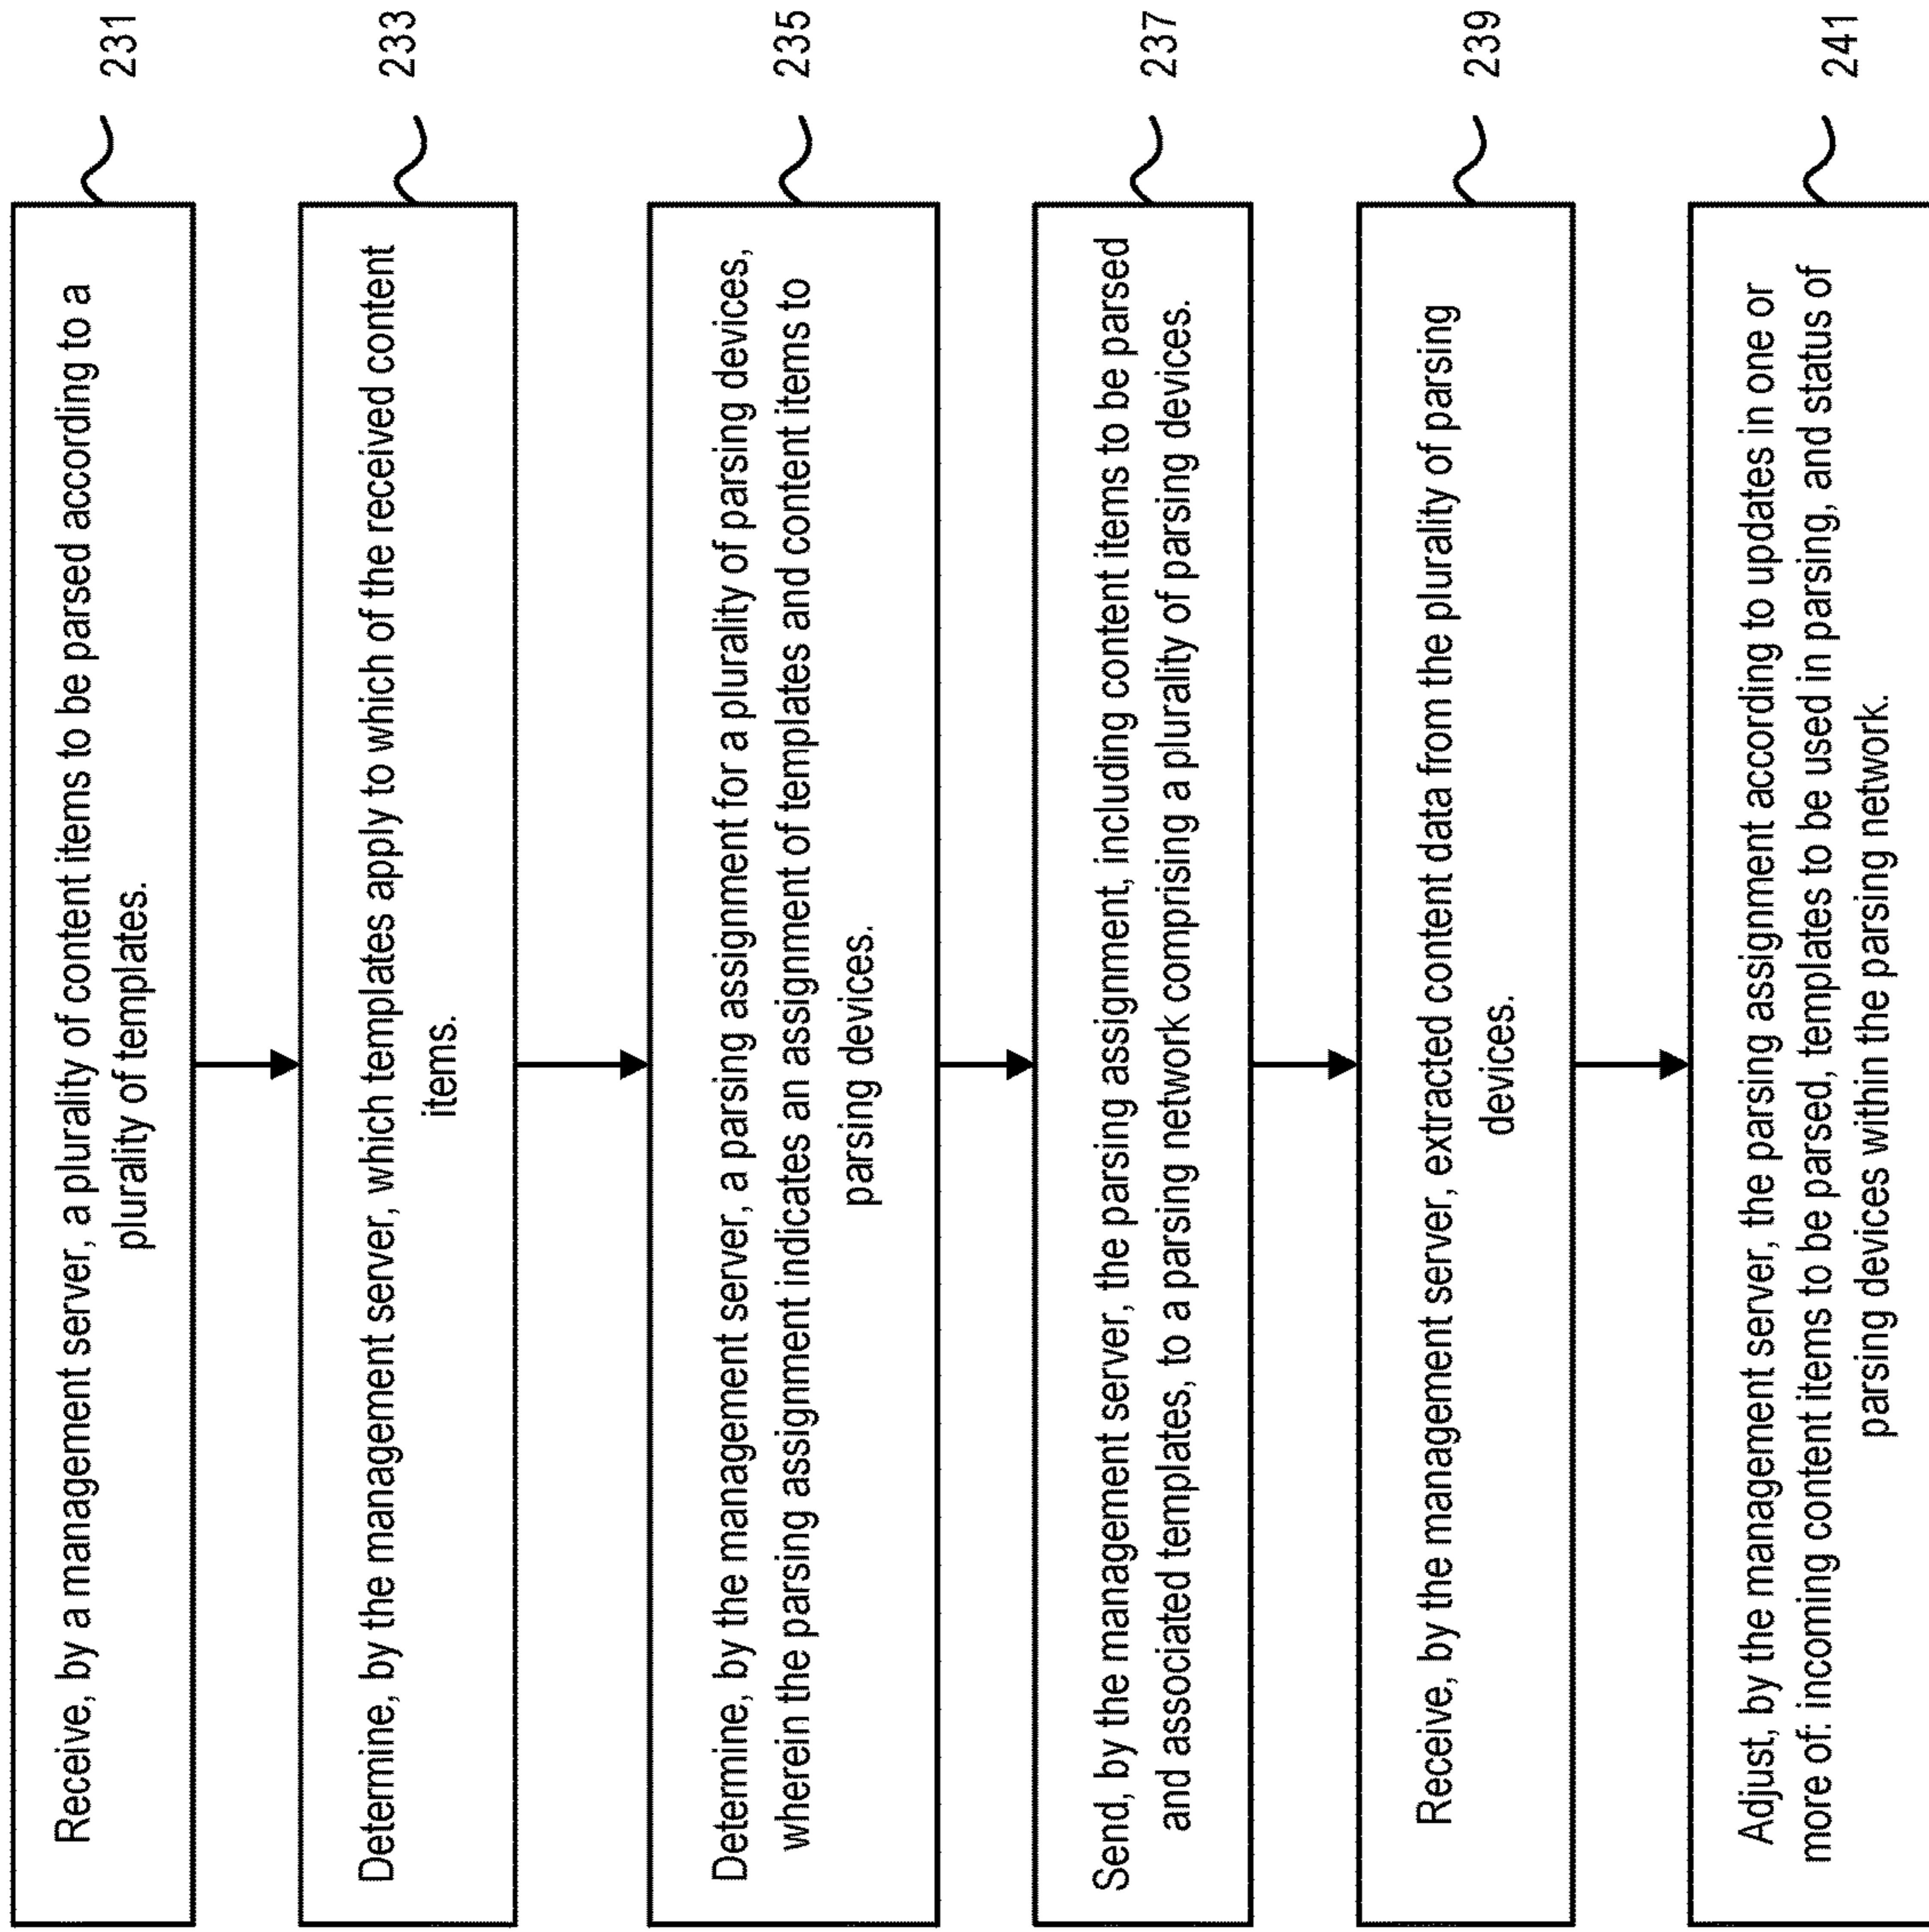 Receive, by a management server, a plurality of content items to be parsed according to a
plurality of templates.
231
Determine, by the management server, which templates apply to which of the received content
items.
233
Determine, by the management server, a parsing assignment for a plurality of parsing devices,
wherein the parsing assignment indicates an assignment of templates and content items to
parsing devices.
235
Send, by the management server, the parsing assignment, including content items to be parsed
and associated templates, to a parsing network comprising a plurality of parsing devices.
237
Receive, by the management server, extracted content data from the plurality of parsing
devices.
239
Adjust, by the management server, the parsing assignment according to updates in one or
more of: incoming content items to be parsed, templates to be used in parsing, and status of
parsing devices within the parsing network.
241